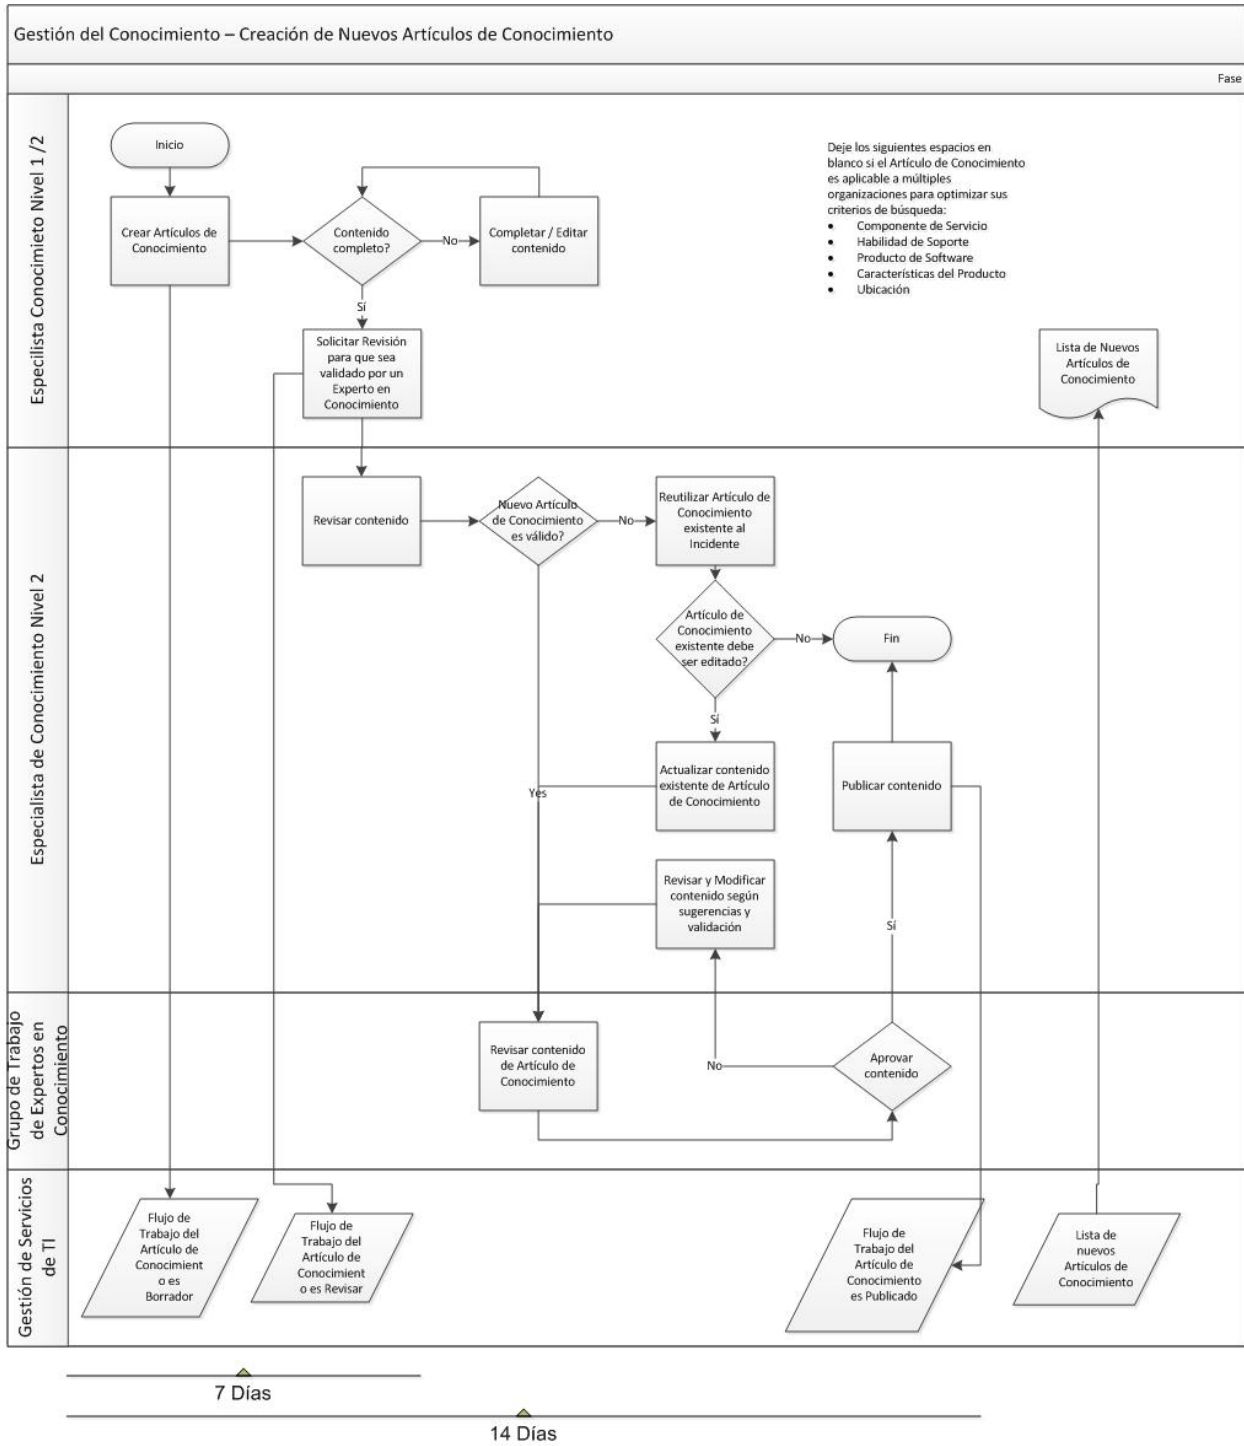 Gestión del Conocimiento – Creación de Nuevos Artículos de Conocimiento
Fase
Especilista Conocimieto Nivel 1 /2
Inicio
Crear Artículos de
Conocimiento
Contenido
completo?
No
Completar / Editar
contenido
Sí
Solicitar Revisión
para que sea
validado por un
Experto en
Conocimiento
Deje los siguientes espacios en
blanco si el Artículo de Conocimiento
es aplicable a múltiples
organizaciones para optimizar sus
criterios de búsqueda:
• Componente de Servicio
• Habilidad de Soporte
• Producto de Software
• Características del Producto
• Ubicación
Lista de Nuevos
Artículos de
Conocimiento
Especialista de Conocimiento Nivel 2
Revisar contenido
Nuevo Artículo
de Conocimiento
es válido?
No
Reutilizar Artículo de
Conocimiento
existente al
Incidente
Artículo de
Conocimiento
existente debe
ser editado?
No
Fin
Sí
Actualizar contenido
existente de Artículo
de Conocimiento
Yes
Publicar contenido
Revisar y Modificar
contenido según
sugerencias y
validación
Sí
Grupo de Trabajo
de Expertos en
Conocimiento
Revisar contenido
de Artículo de
Conocimiento
No
Aprovar
contenido
Gestión de Servicios
de TI
Flujo de
Trabajo del
Artículo de
Conocimient
o es
Borrador
Flujo de
Trabajo del
Artículo de
Conocimient
o es Revisar
Flujo de
Trabajo del
Artículo de
Conocimiento
es Publicado
Lista de
nuevos
Artículos de
Conocimiento
7 Días
14 Días